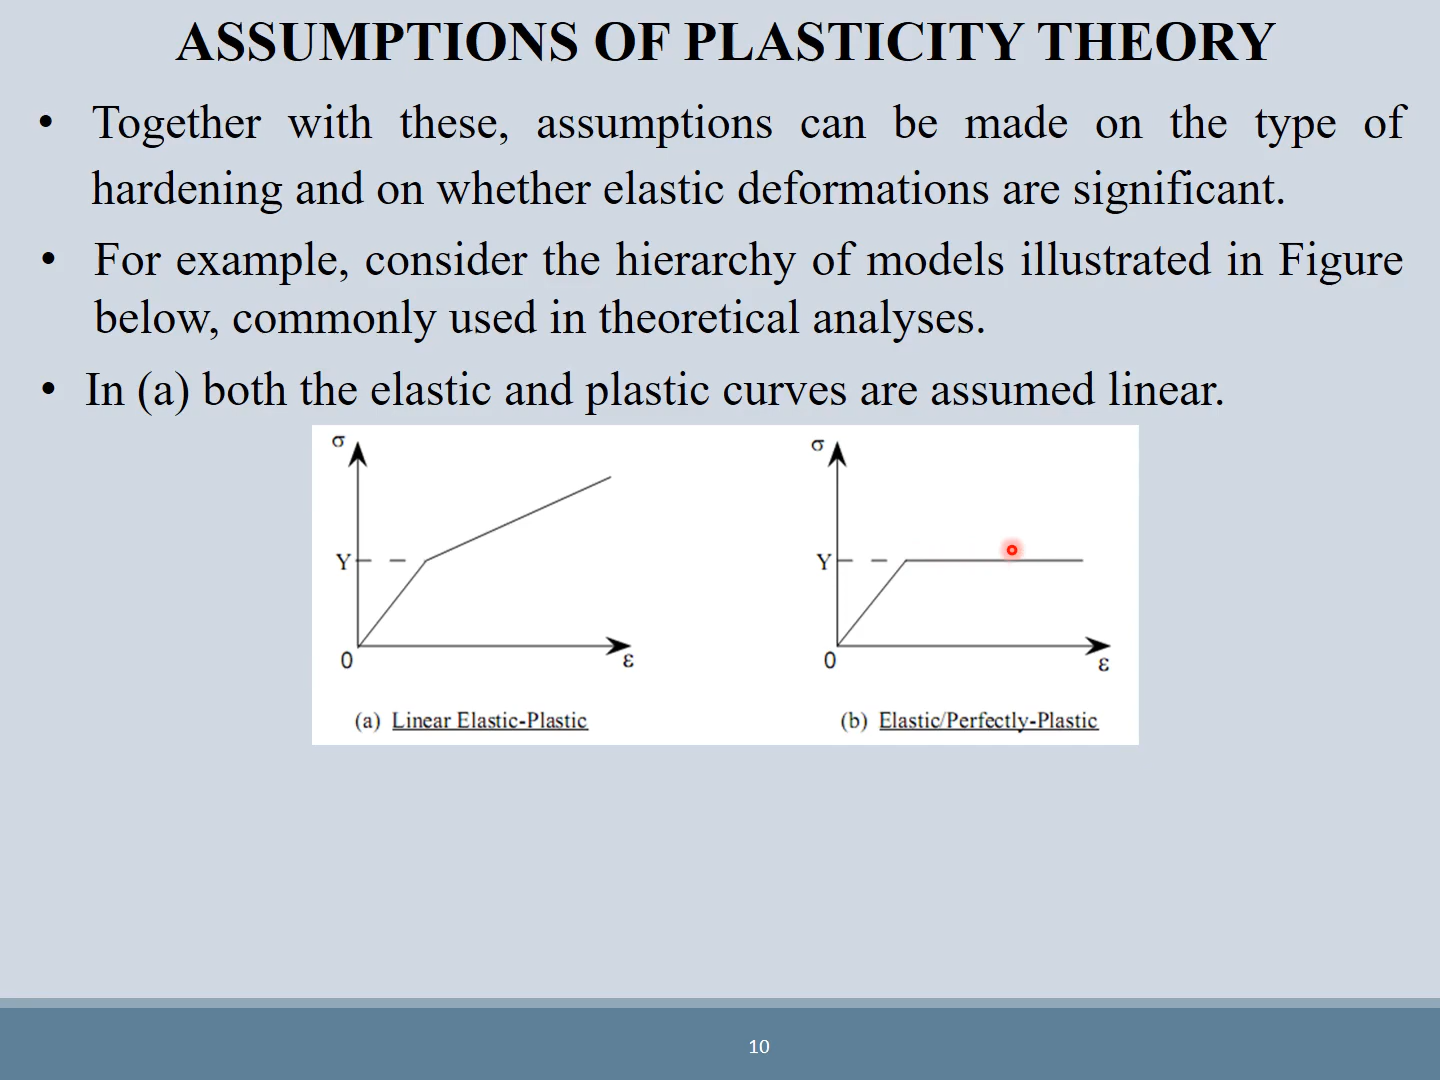 ASSUMPTIONS OF PLASTICITY THEORY
• Together with these, assumptions can be made on the type of
hardening and on whether elastic deformations are significant.
• For example, consider the hierarchy of models illustrated in Figure
below, commonly used in theoretical analyses.
• In (a) both the elastic and plastic curves are assumed linear.
σ
Y
0
ε
(a) Linear Elastic-Plastic
σ
Y
0
ε
(b) Elastic/Perfectly-Plastic
10